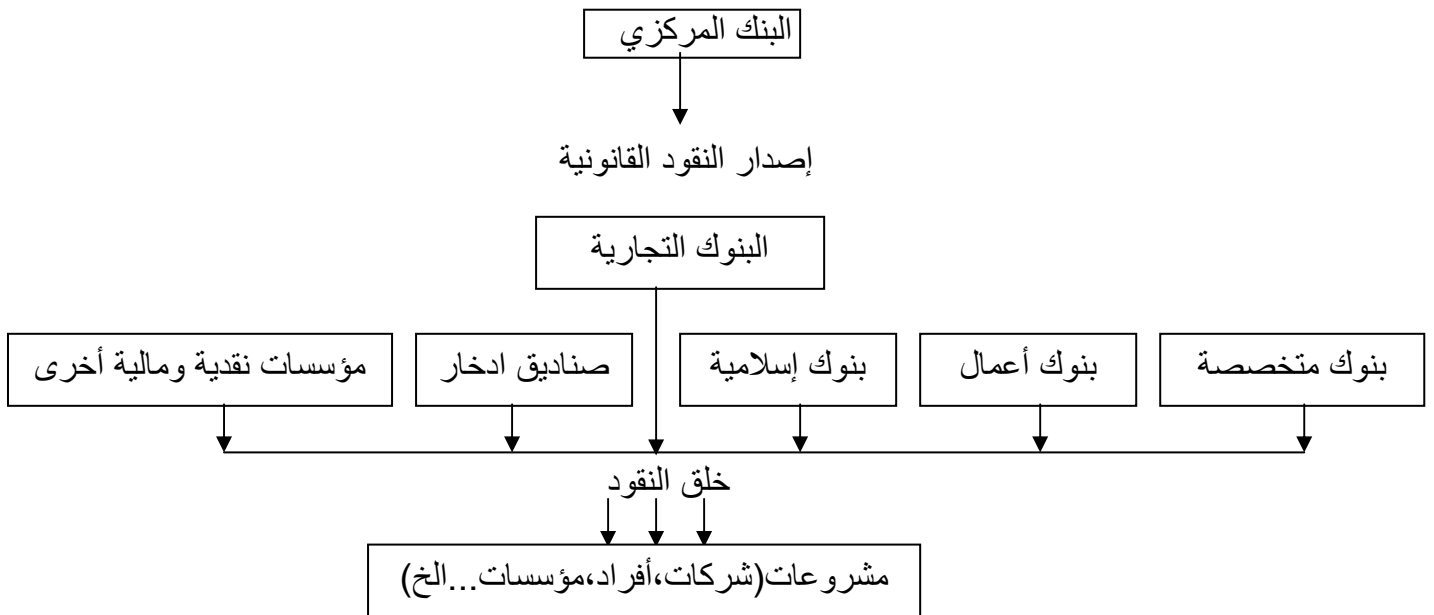 البنك المركزي
إصدار النقود القانونية
البنوك التجارية
بنوك متخصصة
بنوك أعمال
بنوك إسلامية
صناديق ادخار
مؤسسات نقدية ومالية أخرى
خلق النقود
مشروعات(شركات،أفراد،مؤسسات...الخ)